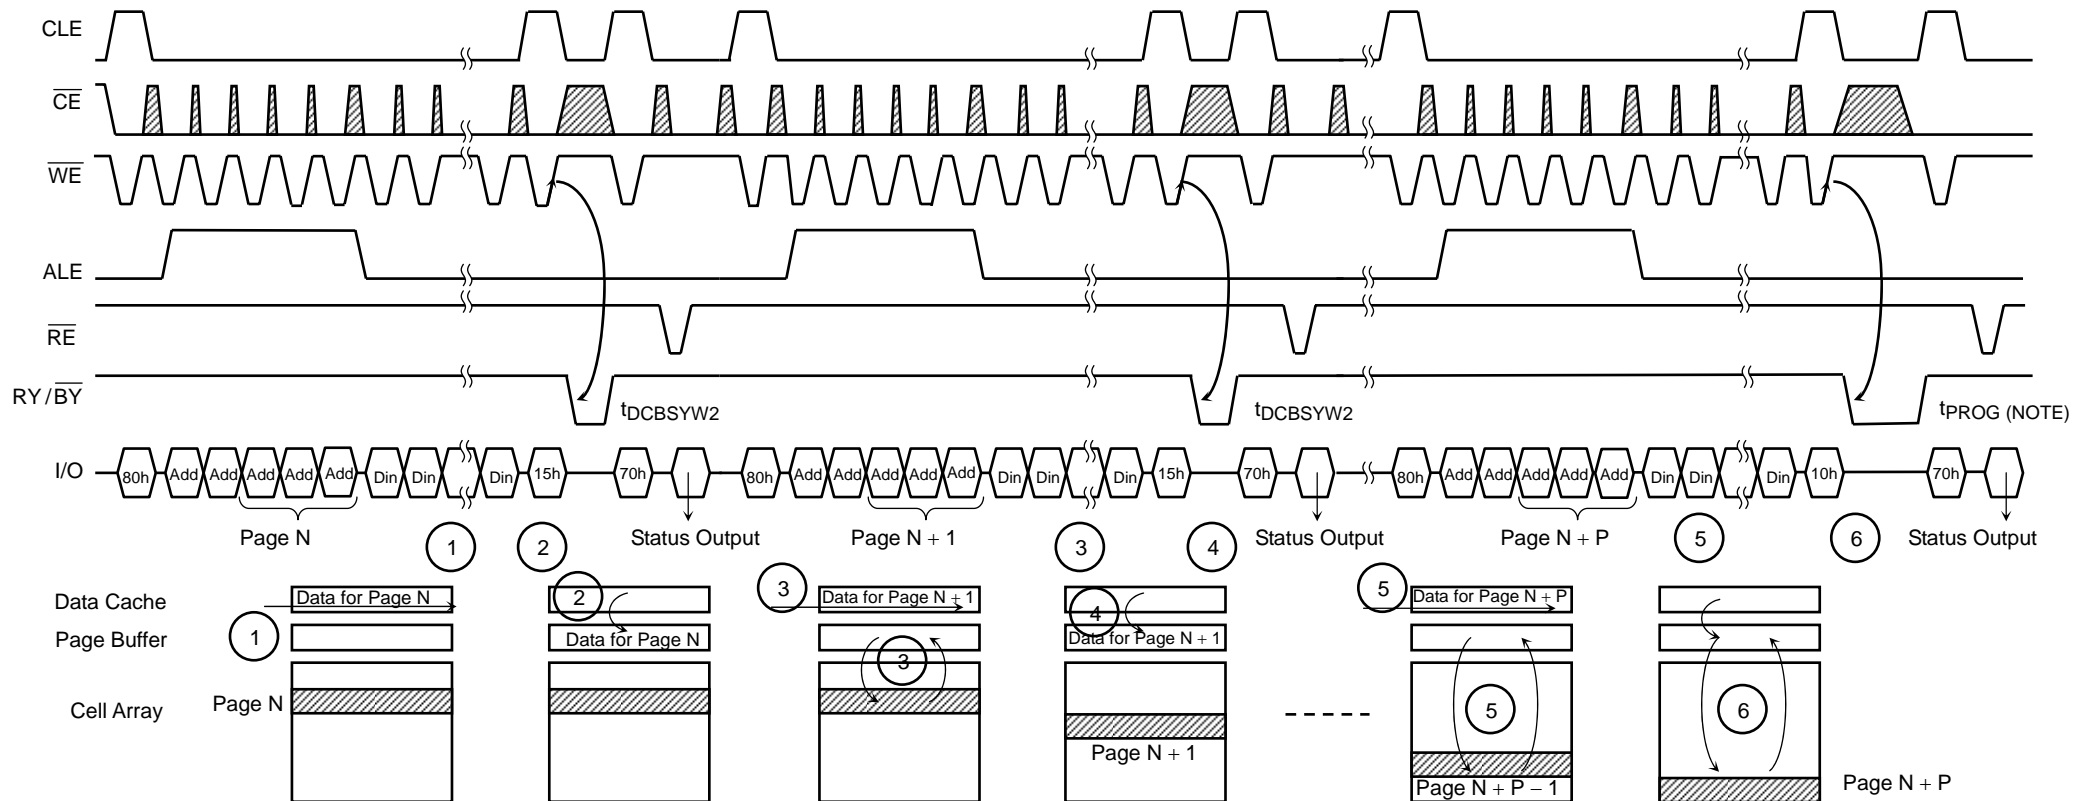 CLE
CE
WE
ALE
RE
RY/BY
tDCBSYW2
tDCBSYW2
tPROG (NOTE)
I/O
80h Add Add Add Add Add Din Din Din 15h 70h 80h Add Add Add Add Add Din Din Din 15h 70h 80h Add Add Add Add Add Din Din Din 10h 70h
Page N 1 2 Status Output Page N + 1 3 4 Status Output Page N + P 5 6 Status Output
Data Cache
Data for Page N
2
3
Data for Page N + 1
4
5
Data for Page N + P
Page Buffer
1
Data for Page N
3
Data for Page N + 1
Cell Array
Page N
5
6
Page N + 1
Page N + P − 1
Page N + P